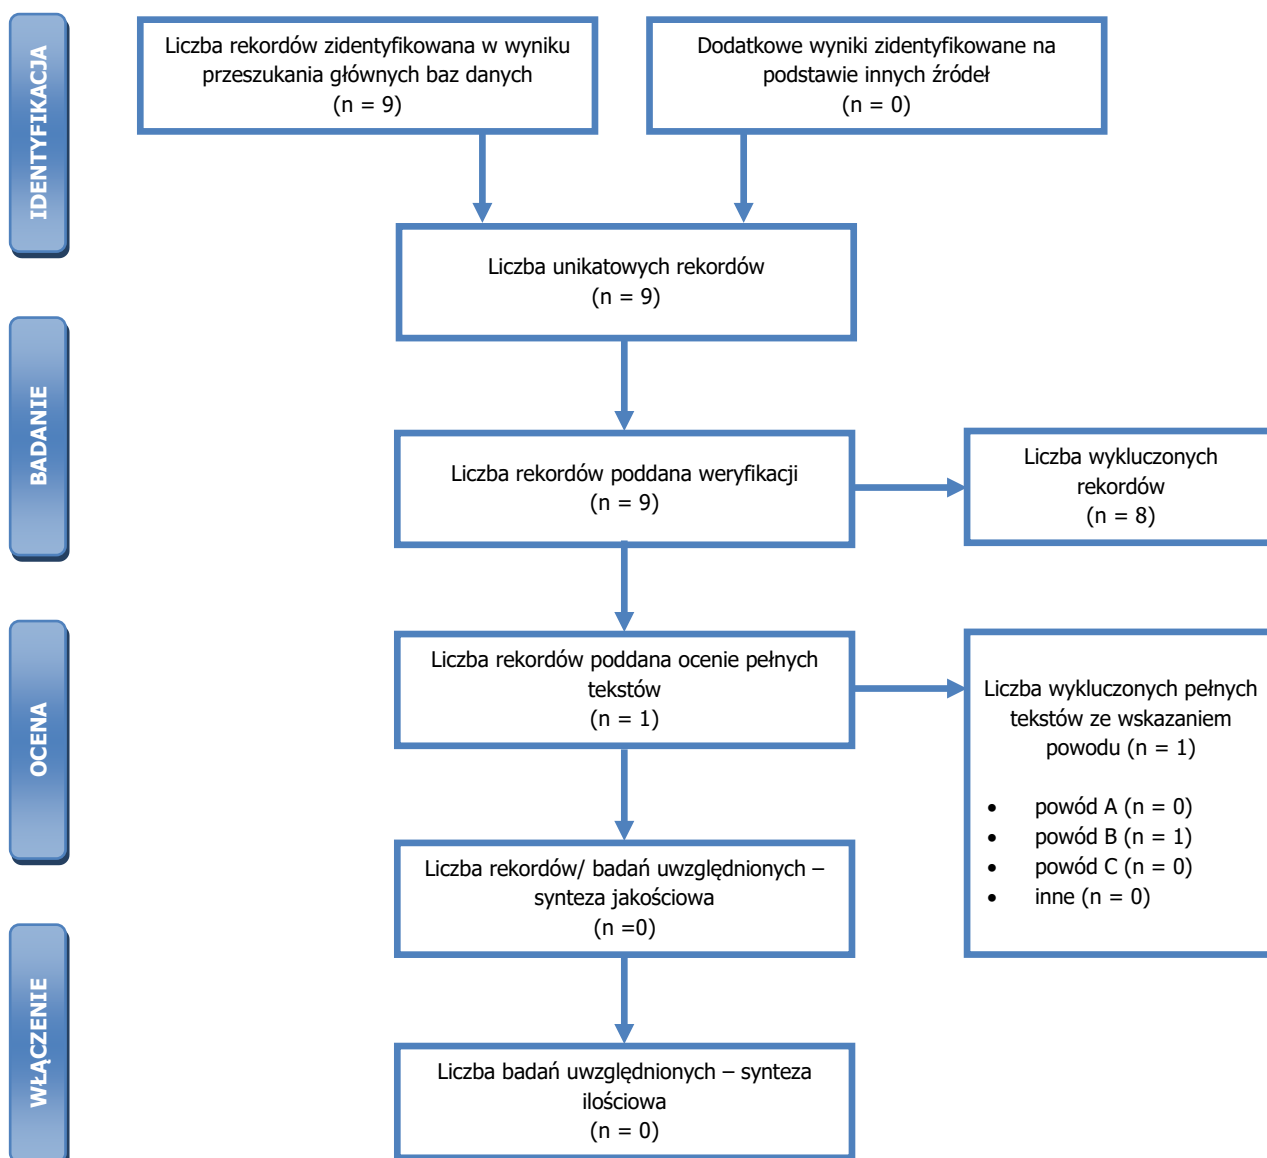 IDENTYFIKACJA
Liczba rekordów zidentyfikowana w wyniku
przeszukania głównych baz danych
(n = 9)
Dodatkowe wyniki zidentyfikowane na
podstawie innych źródeł
(n = 0)
Liczba unikatowych rekordów
(n = 9)
BADANIE
Liczba rekordów poddana weryfikacji
(n = 9)
Liczba wykluczonych
rekordów
(n = 8)
OCENA
Liczba rekordów poddana ocenie pełnych
tekstów
(n = 1)
Liczba wykluczonych pełnych
tekstów ze wskazaniem
powodu (n = 1)
• powód A (n = 0)
• powód B (n = 1)
• powód C (n = 0)
• inne (n = 0)
Liczba rekordów/ badań uwzględnionych –
synteza jakościowa
(n =0)
WŁĄCZENIE
Liczba badań uwzględnionych – synteza
ilościowa
(n = 0)